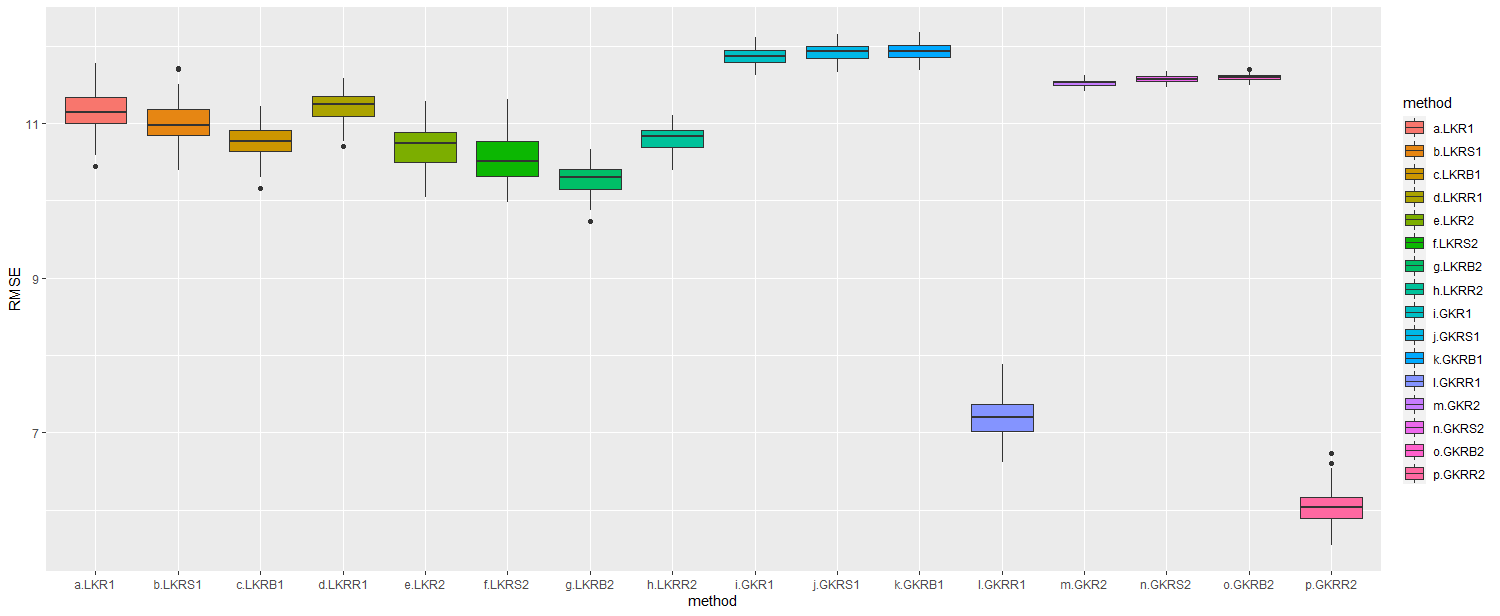 RMSE
11
9
7
a.LKR1 b.LKRS1 c.LKRB1 d.LKRR1 e.LKR2 f.LKRS2 g.LKRB2 h.LKRR2 i.GKR1 j.GKRS1 k.GKRB1 l.GKRR1 m.GKR2 n.GKRS2 o.GKRB2 p.GKRR2
method
method
a.LKR1
b.LKRS1
c.LKRB1
d.LKRR1
e.LKR2
f.LKRS2
g.LKRB2
h.LKRR2
i.GKR1
j.GKRS1
k.GKRB1
l.GKRR1
m.GKR2
n.GKRS2
o.GKRB2
p.GKRR2